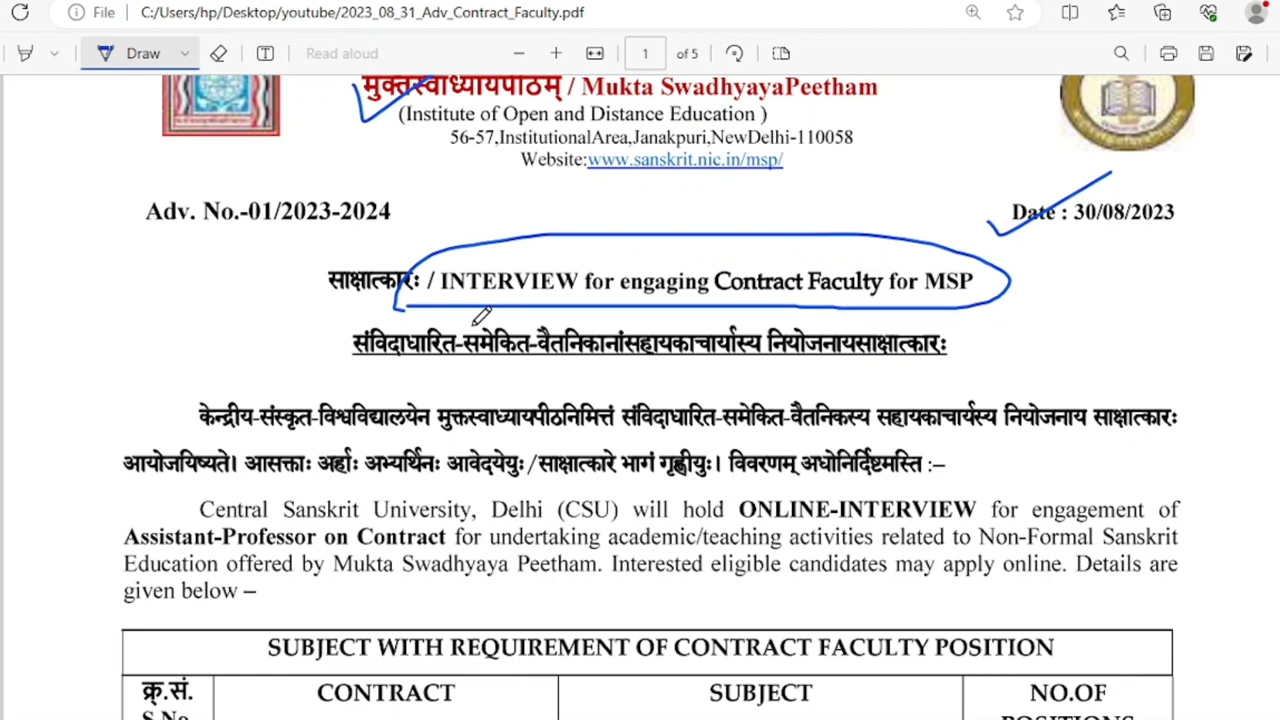 File C:/Users/hp/Desktop/youtube/2023_08_31_Adv_Contract_Faculty.pdf
Draw Read aloud 1 of 5
मुक्तस्वाध्यायपीठम् / Mukta SwadhyayaPeetham
(Institute of Open and Distance Education )
56-57,InstitutionalArea,Janakpuri,NewDelhi-110058
Website:www.sanskrit.nic.in/msp/
Adv. No.-01/2023-2024 Date : 30/08/2023
साक्षात्कारः / INTERVIEW for engaging Contract Faculty for MSP
संविदाधारित-समेकित-वैतनिकानांसहायकाचार्यास्य नियोजनायसाक्षात्कारः
केन्द्रीय-संस्कृत-विश्वविद्यालयेन मुक्तस्वाध्यायपीठनिमित्तं संविदाधारित-समेकित-वैतनिकस्य सहायकाचार्यस्य नियोजनाय साक्षात्कारः
आयोजयिष्यते। आसक्ताः अर्हाः अभ्यर्थिनः आवेदयेयुः/साक्षात्कारे भागं गृह्णीयुः। विवरणम् अधोनिर्दिष्टमस्ति :–
Central Sanskrit University, Delhi (CSU) will hold ONLINE-INTERVIEW for engagement of
Assistant-Professor on Contract for undertaking academic/teaching activities related to Non-Formal Sanskrit
Education offered by Mukta Swadhyaya Peetham. Interested eligible candidates may apply online. Details are
given below –
SUBJECT WITH REQUIREMENT OF CONTRACT FACULTY POSITION
क्र.सं. CONTRACT SUBJECT NO.OF
S.No POSITIONS